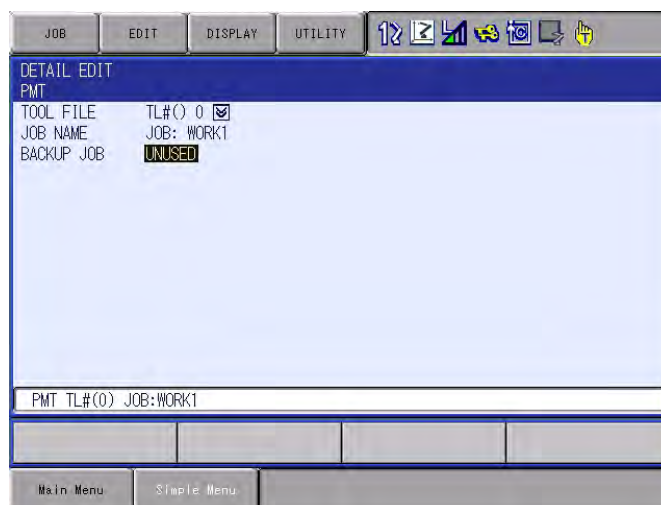 JOB EDIT DISPLAY UTILITY
DETAIL EDIT
PMT
TOOL FILE TL#() 0
JOB NAME JOB: WORK1
BACKUP JOB UNUSED
PMT TL#(0) JOB:WORK1
Main Menu Simple Menu